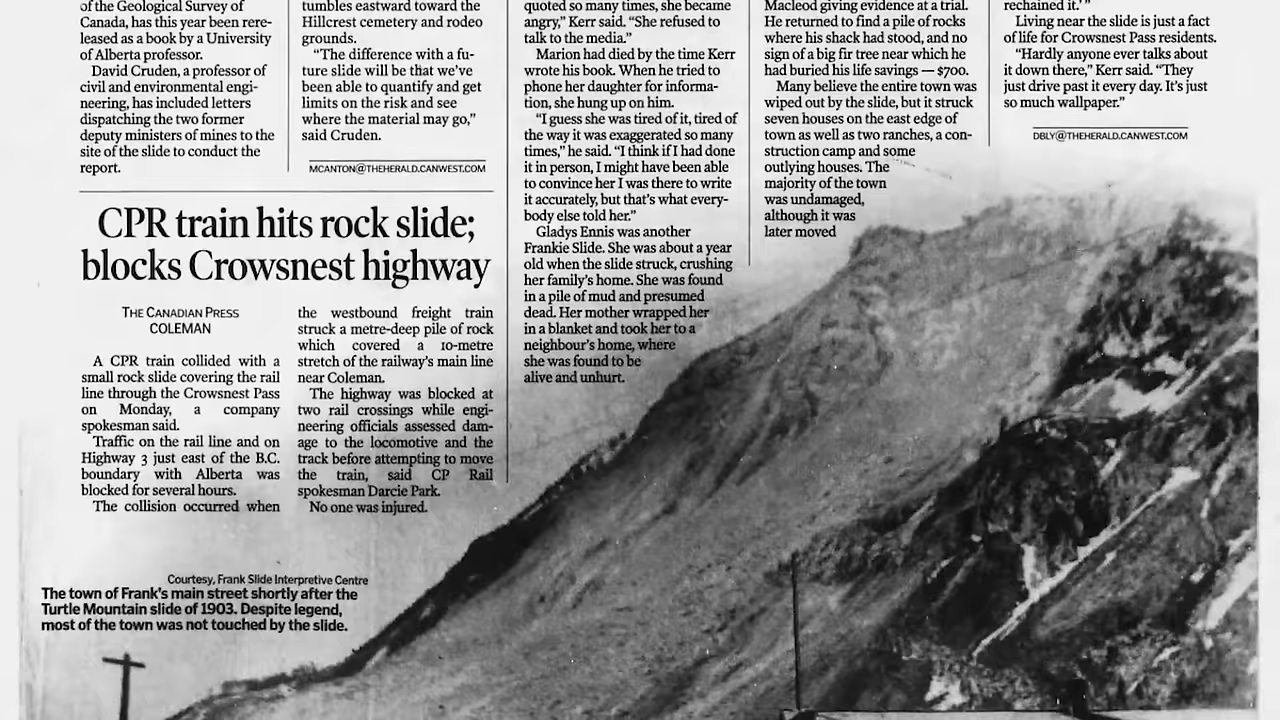 of the Geological Survey of
Canada, has this year been rere-
leased as a book by a University
of Alberta professor.
David Cruden, a professor of
civil and environmental engi-
neering, has included letters
dispatching the two former
deputy ministers of mines to the
site of the slide to conduct the
report.
tumbles eastward toward the
Hillcrest cemetery and rodeo
grounds.
“The difference with a fu-
ture slide will be that we’ve
been able to quantify and get
limits on the risk and see
where the material may go,”
said Cruden.
MCANTON@THEHERALD.CANWEST.COM
CPR train hits rock slide;
blocks Crowsnest highway
THE CANADIAN PRESS
COLEMAN
A CPR train collided with a
small rock slide covering the rail
line through the Crowsnest Pass
on Monday, a company
spokesman said.
Traffic on the rail line and on
Highway 3 just east of the B.C.
boundary with Alberta was
blocked for several hours.
The collision occurred when
the westbound freight train
struck a metre-deep pile of rock
which covered a 10-metre
stretch of the railway’s main line
near Coleman.
The highway was blocked at
two rail crossings while engi-
neering officials assessed dam-
age to the locomotive and the
track before attempting to move
the train, said CP Rail
spokesman Darcie Park.
No one was injured.
quoted so many times, she became
angry,” Kerr said. “She refused to
talk to the media.”
Marion had died by the time Kerr
wrote his book. When he tried to
phone her daughter for informa-
tion, she hung up on him.
“I guess she was tired of it, tired of
the way it was exaggerated so many
times,” he said. “I think if I had done
it in person, I might have been able
to convince her I was there to write
it accurately, but that’s what every-
body else told her.”
Gladys Ennis was another
Frankie Slide. She was about a year
old when the slide struck, crushing
her family’s home. She was found
in a pile of mud and presumed
dead. Her mother wrapped her
in a blanket and took her to a
neighbour’s home, where
she was found to be
alive and unhurt.
Macleod giving evidence at a trial.
He returned to find a pile of rocks
where his shack had stood, and no
sign of a big fir tree near which he
had buried his life savings — $700.
Many believe the entire town was
wiped out by the slide, but it struck
seven houses on the east edge of
town as well as two ranches, a con-
struction camp and some
outlying houses. The
majority of the town
was undamaged,
although it was
later moved
rechained it.’ ”
Living near the slide is just a fact
of life for Crowsnest Pass residents.
“Hardly anyone ever talks about
it down there,” Kerr said. “They
just drive past it every day. It’s just
so much wallpaper.”
DBLY@THEHERALD.CANWEST.COM
Courtesy, Frank Slide Interpretive Centre
The town of Frank’s main street shortly after the
Turtle Mountain slide of 1903. Despite legend,
most of the town was not touched by the slide.